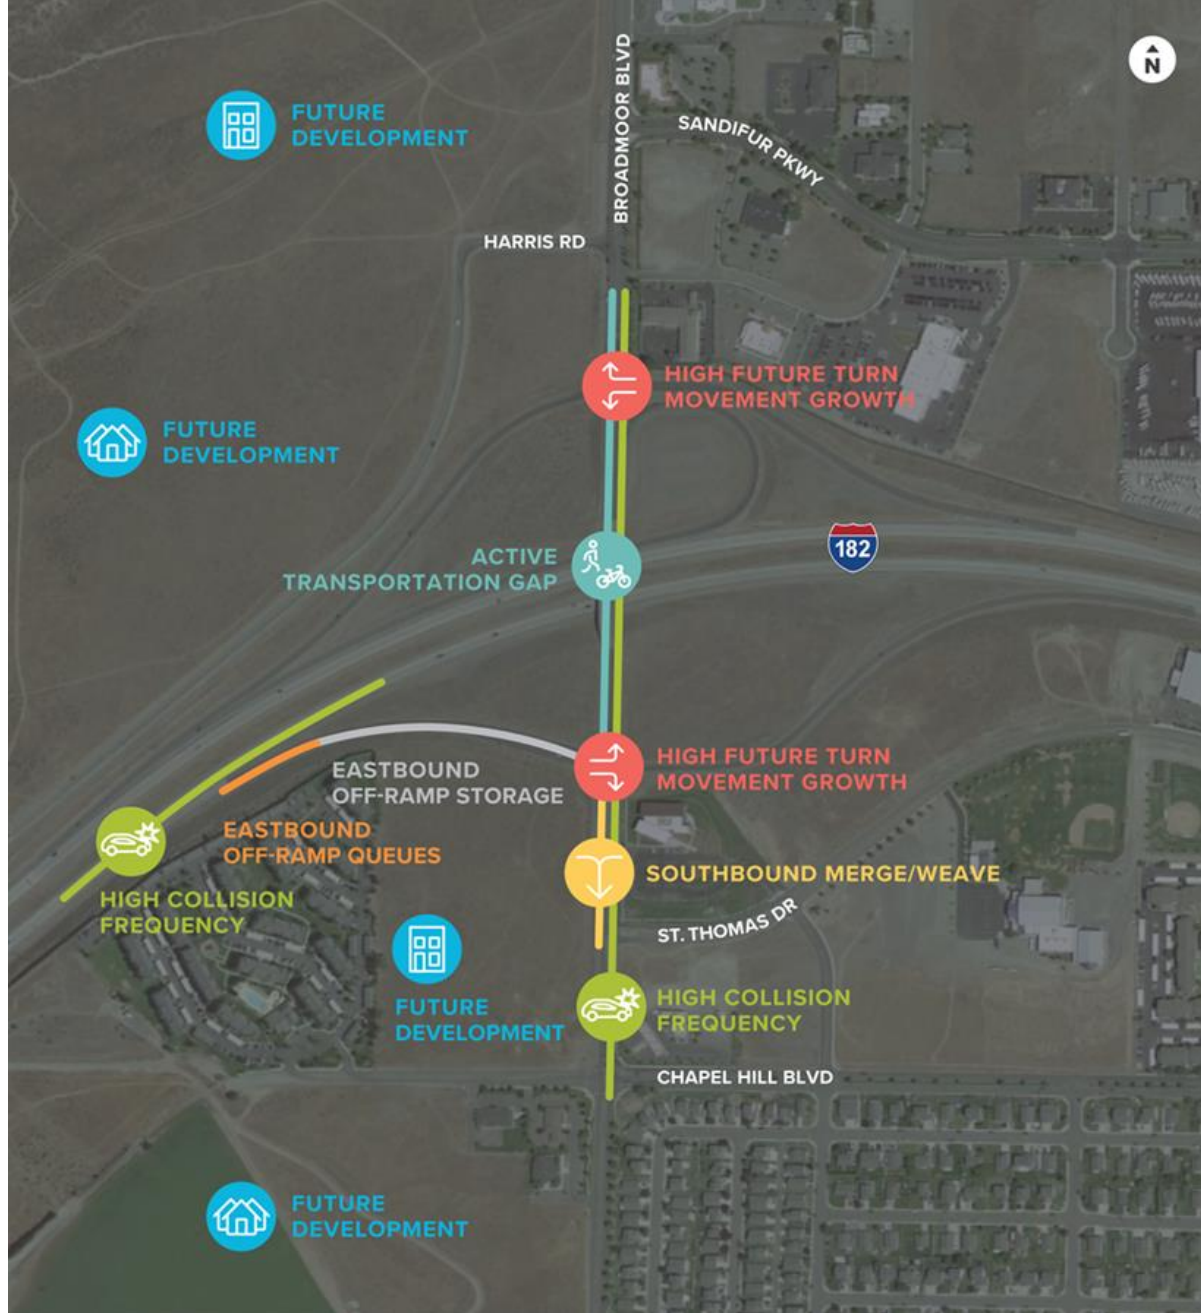 N
BROADMOOR BLVD
SANDIFUR PKWY
FUTURE
DEVELOPMENT
HARRIS RD
HIGH FUTURE TURN
MOVEMENT GROWTH
FUTURE
DEVELOPMENT
182
ACTIVE
TRANSPORTATION GAP
HIGH FUTURE TURN
MOVEMENT GROWTH
EASTBOUND
OFF-RAMP STORAGE
EASTBOUND
OFF-RAMP QUEUES
SOUTHBOUND MERGE/WEAVE
HIGH COLLISION
FREQUENCY
ST. THOMAS DR
FUTURE
DEVELOPMENT
HIGH COLLISION
FREQUENCY
CHAPEL HILL BLVD
FUTURE
DEVELOPMENT